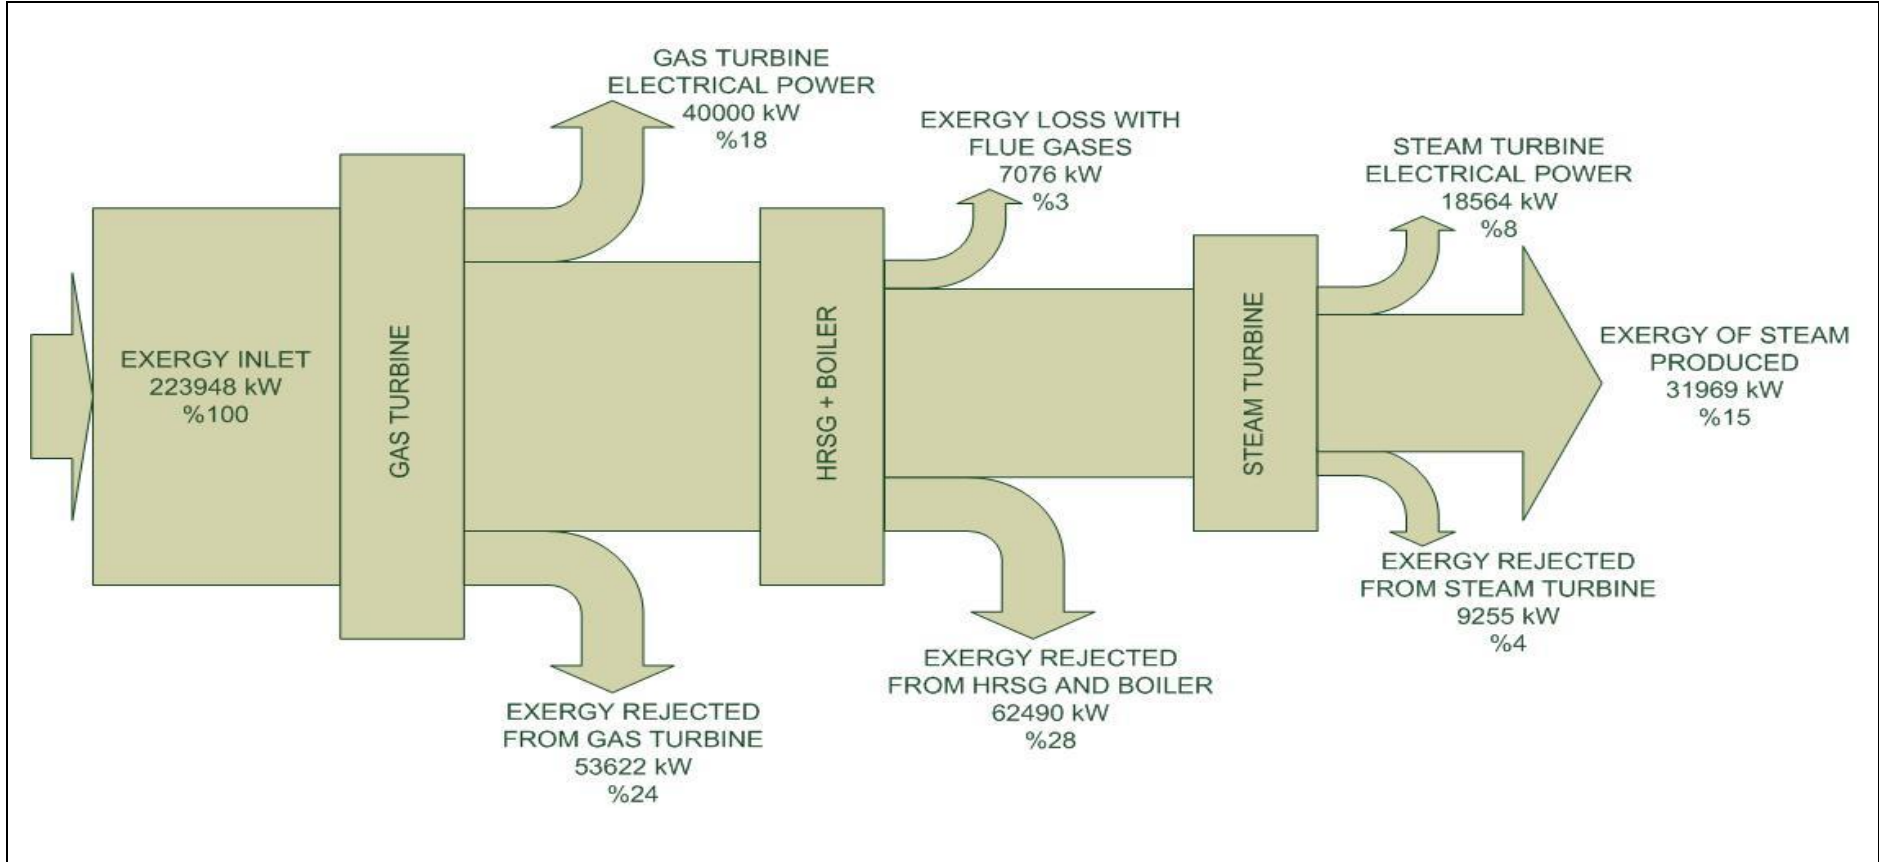 GAS TURBINE
ELECTRICAL POWER
40000 kW
%18
EXERGY LOSS WITH
FLUE GASES
7076 kW
%3
STEAM TURBINE
ELECTRICAL POWER
18564 kW
%8
EXERGY INLET
223948 kW
%100
GAS TURBINE
HRSG + BOILER
STEAM TURBINE
EXERGY OF STEAM
PRODUCED
31969 kW
%15
EXERGY REJECTED
FROM GAS TURBINE
53622 kW
%24
EXERGY REJECTED
FROM HRSG AND BOILER
62490 kW
%28
EXERGY REJECTED
FROM STEAM TURBINE
9255 kW
%4